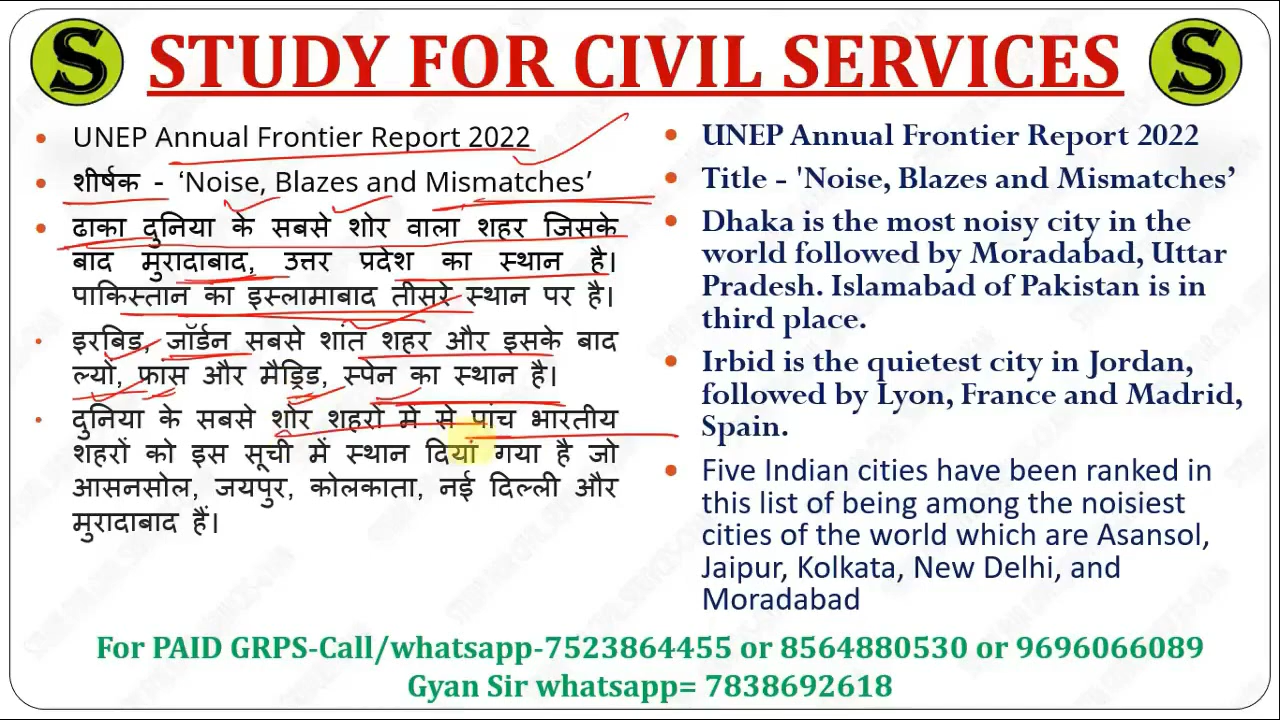 S STUDY FOR CIVIL SERVICES S
• UNEP Annual Frontier Report 2022
• शीर्षक - ‘Noise, Blazes and Mismatches’
• ढाका दुनिया के सबसे शोर वाला शहर जिसके
बाद मुरादाबाद, उत्तर प्रदेश का स्थान है।
पाकिस्तान का इस्लामाबाद तीसरे स्थान पर है।
• इरबिड, जॉर्डन सबसे शांत शहर और इसके बाद
ल्यों, फ्रांस और मैड्रिड, स्पेन का स्थान है।
• दुनिया के सबसे शोर शहरों में से पांच भारतीय
शहरों को इस सूची में स्थान दिया गया है जो
आसनसोल, जयपुर, कोलकाता, नई दिल्ली और
मुरादाबाद हैं।
• UNEP Annual Frontier Report 2022
• Title - 'Noise, Blazes and Mismatches’
• Dhaka is the most noisy city in the
world followed by Moradabad, Uttar
Pradesh. Islamabad of Pakistan is in
third place.
• Irbid is the quietest city in Jordan,
followed by Lyon, France and Madrid,
Spain.
• Five Indian cities have been ranked in
this list of being among the noisiest
cities of the world which are Asansol,
Jaipur, Kolkata, New Delhi, and
Moradabad
For PAID GRPS-Call/whatsapp-7523864455 or 8564880530 or 9696066089
Gyan Sir whatsapp= 7838692618